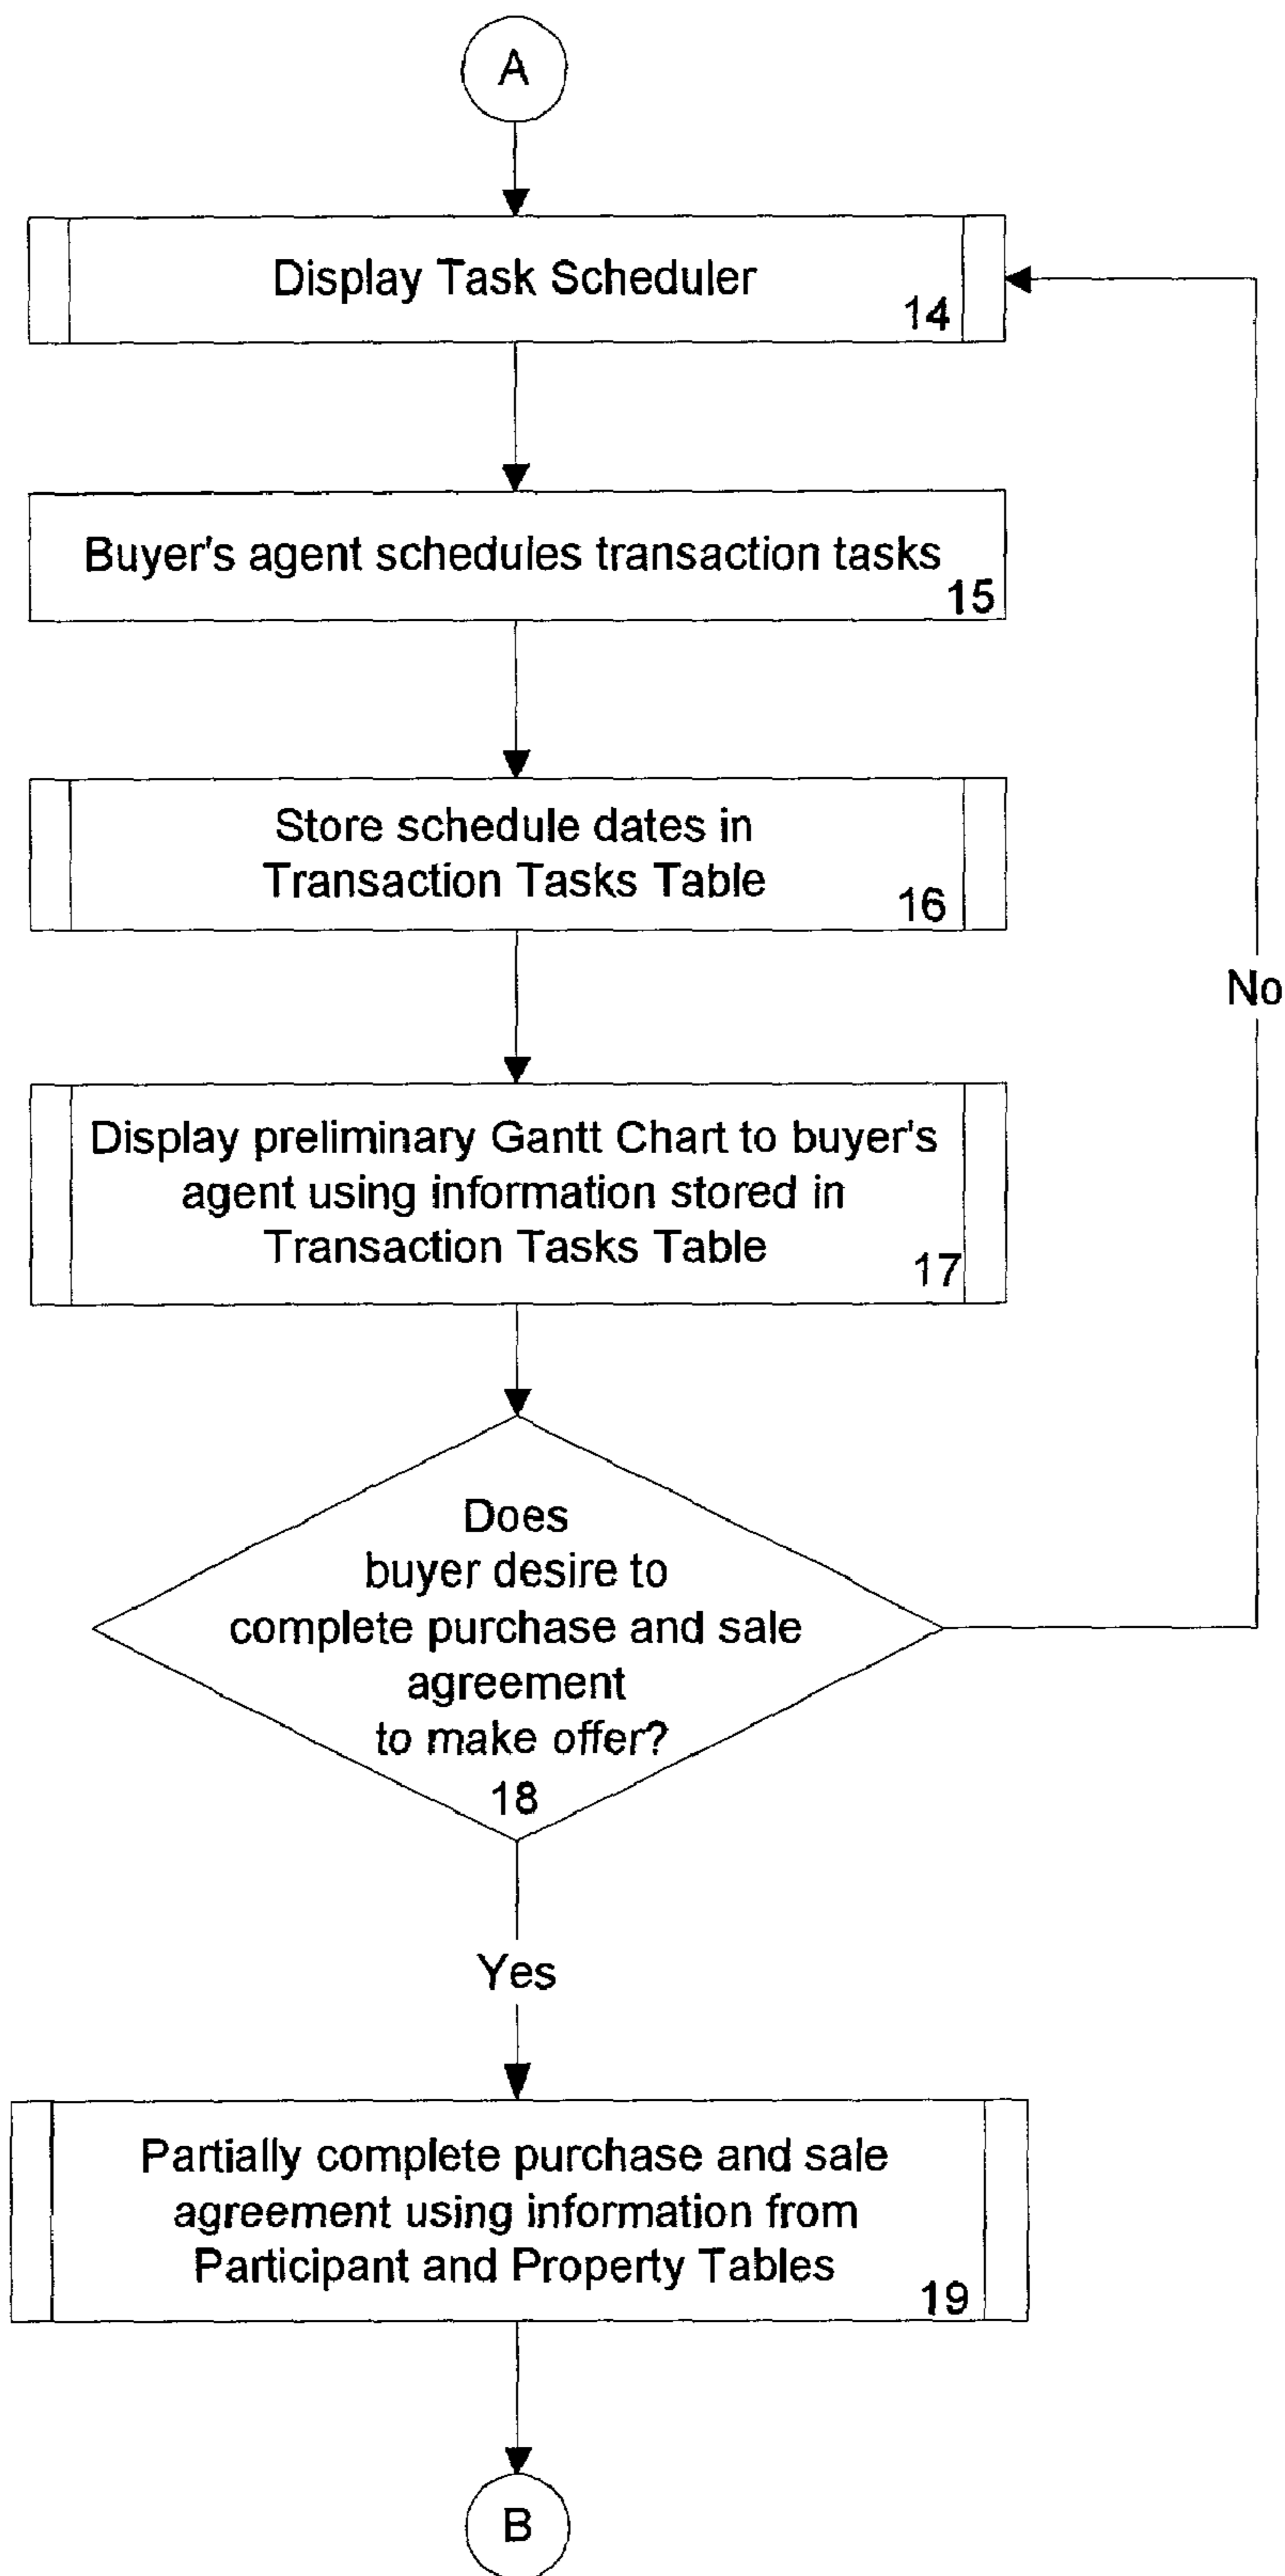 A
Display Task Scheduler
14
Buyer's agent schedules transaction tasks
15
Store schedule dates in
Transaction Tasks Table
16
No
Display preliminary Gantt Chart to buyer's
agent using information stored in
Transaction Tasks Table
17
Does
buyer desire to
complete purchase and sale
agreement
to make offer?
18
Yes
Partially complete purchase and sale
agreement using information from
Participant and Property Tables
19
B